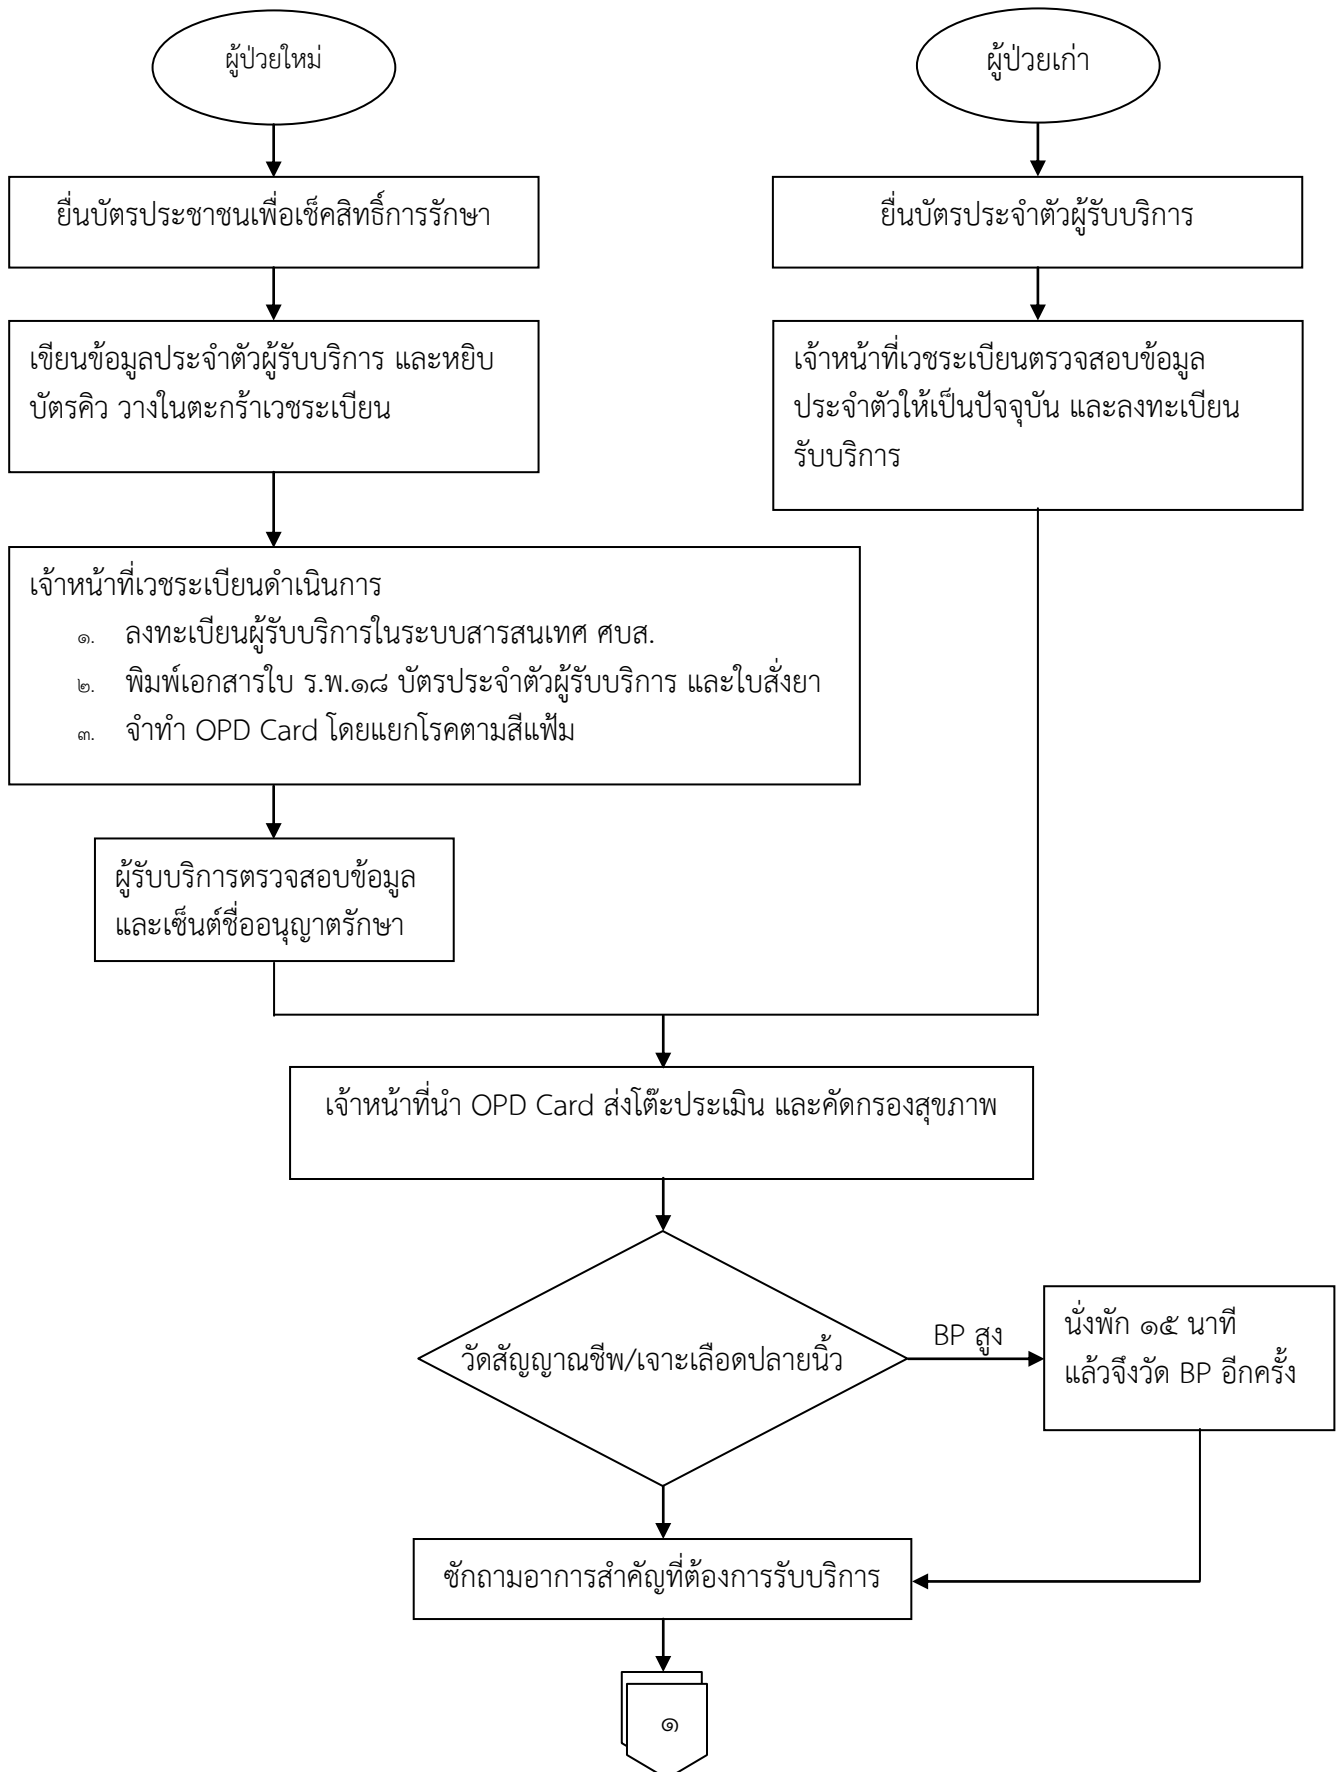 ผู้ป่วยใหม่
ผู้ป่วยเก่า
ยื่นบัตรประชาชนเพื่อเช็คสิทธิ์การรักษา
ยื่นบัตรประจำตัวผู้รับบริการ
เขียนข้อมูลประจำตัวผู้รับบริการ และหยิบ
บัตรคิว วางในตะกร้าเวชระเบียน
เจ้าหน้าที่เวชระเบียนตรวจสอบข้อมูล
ประจำตัวให้เป็นปัจจุบัน และลงทะเบียน
รับบริการ
เจ้าหน้าที่เวชระเบียนดำเนินการ
๑. ลงทะเบียนผู้รับบริการในระบบสารสนเทศ ศบส.
๒. พิมพ์เอกสารใบ ร.พ.๑๘ บัตรประจำตัวผู้รับบริการ และใบสั่งยา
๓. จำทำ OPD Card โดยแยกโรคตามสีแฟ้ม
ผู้รับบริการตรวจสอบข้อมูล
และเซ็นต์ชื่ออนุญาตรักษา
เจ้าหน้าที่นำ OPD Card ส่งโต๊ะประเมิน และคัดกรองสุขภาพ
วัดสัญญาณชีพ/เจาะเลือดปลายนิ้ว
BP สูง
นั่งพัก ๑๕ นาที
แล้วจึงวัด BP อีกครั้ง
ซักถามอาการสำคัญที่ต้องการรับบริการ
๑